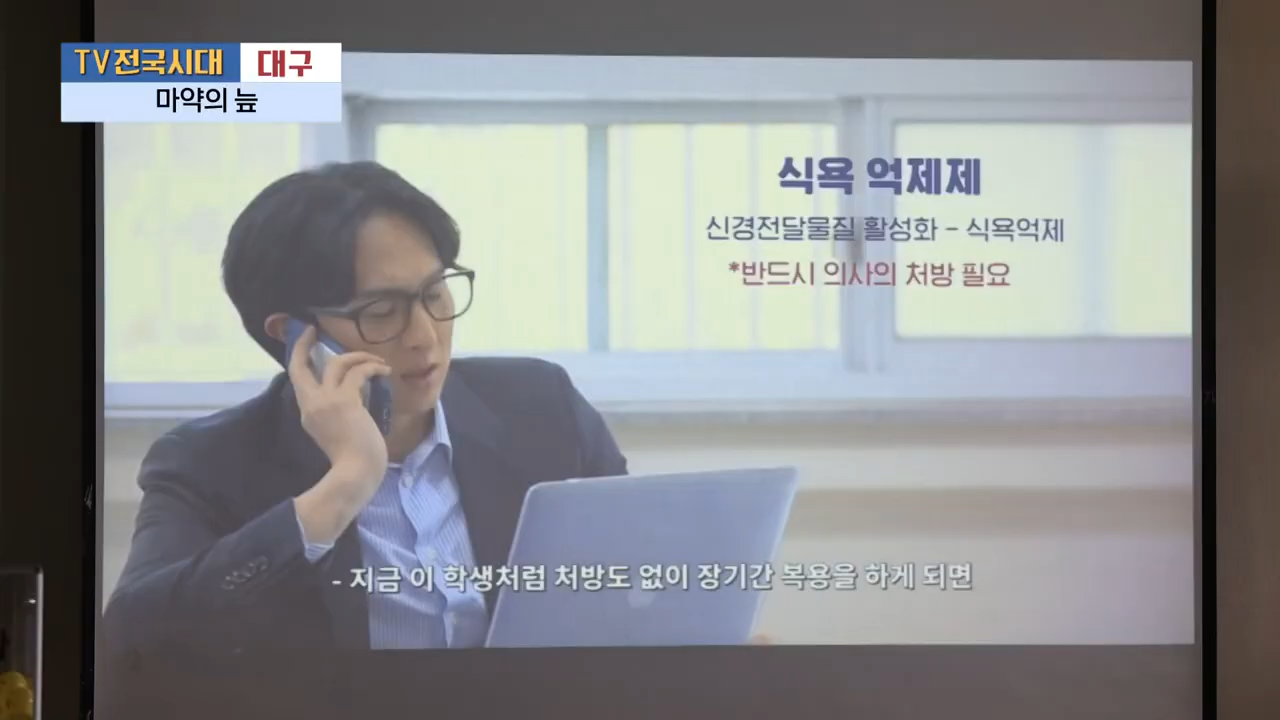 TV전국시대 대구
마약의 늪
식욕 억제제
신경전달물질 활성화 - 식욕억제
*반드시 의사의 처방 필요
- 지금 이 학생처럼 처방도 없이 장기간 복용을 하게 되면